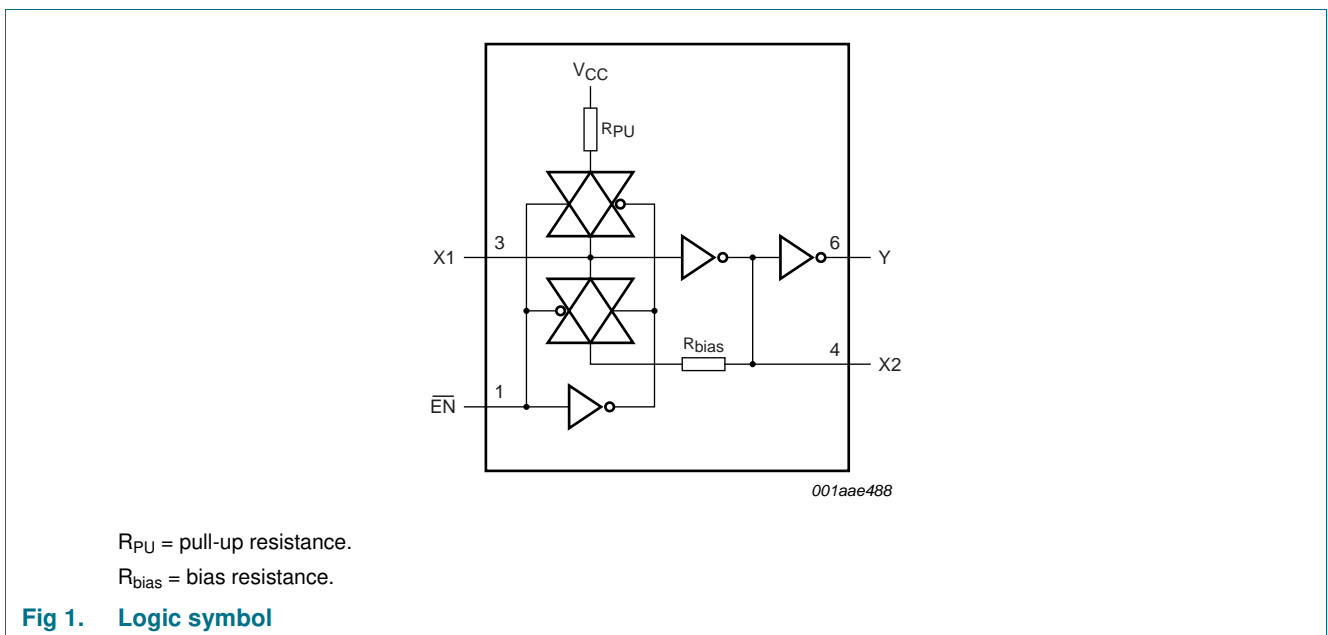 VCC
RPU
X1
3
6
Y
Rbias
4
X2
EN
1
001aae488
RPU = pull-up resistance.
Rbias = bias resistance.
Fig 1. Logic symbol